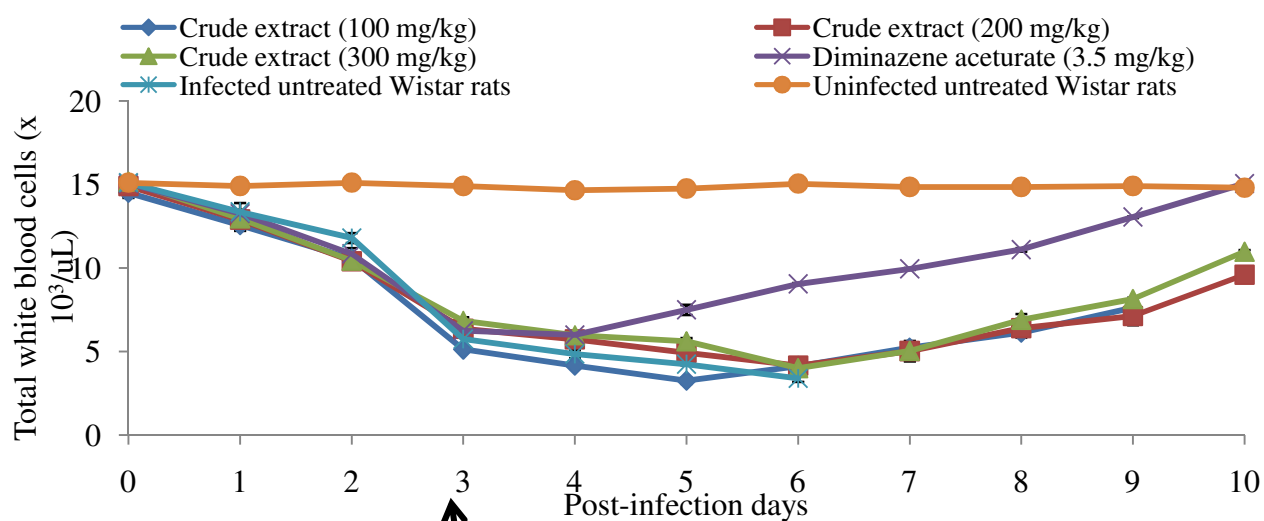 Crude extract (100 mg/kg)
Crude extract (200 mg/kg)
Crude extract (300 mg/kg)
Diminazene aceturate (3.5 mg/kg)
Infected untreated Wistar rats
Uninfected untreated Wistar rats
Total white blood cells (x
10³/uL)
20
15
10
5
0
0 1 2 3 4 5 6 7 8 9 10
Post-infection days